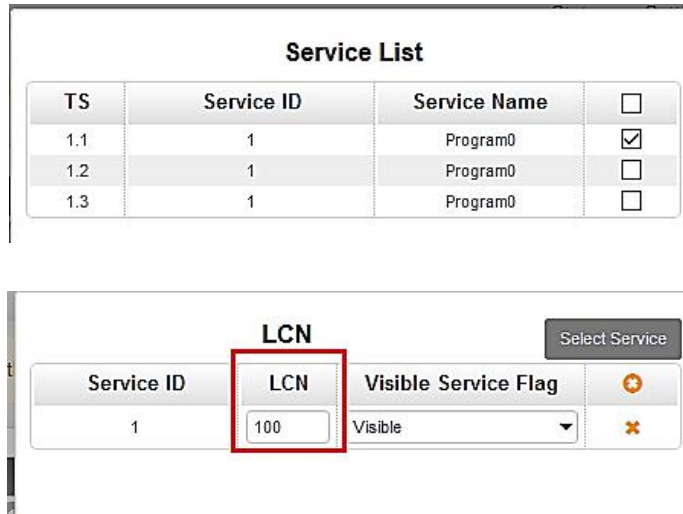 Service List
TS Service ID Service Name
1.1 1 Program0
1.2 1 Program0
1.3 1 Program0
LCN
Select Service
Service ID LCN Visible Service Flag
1 100 Visible